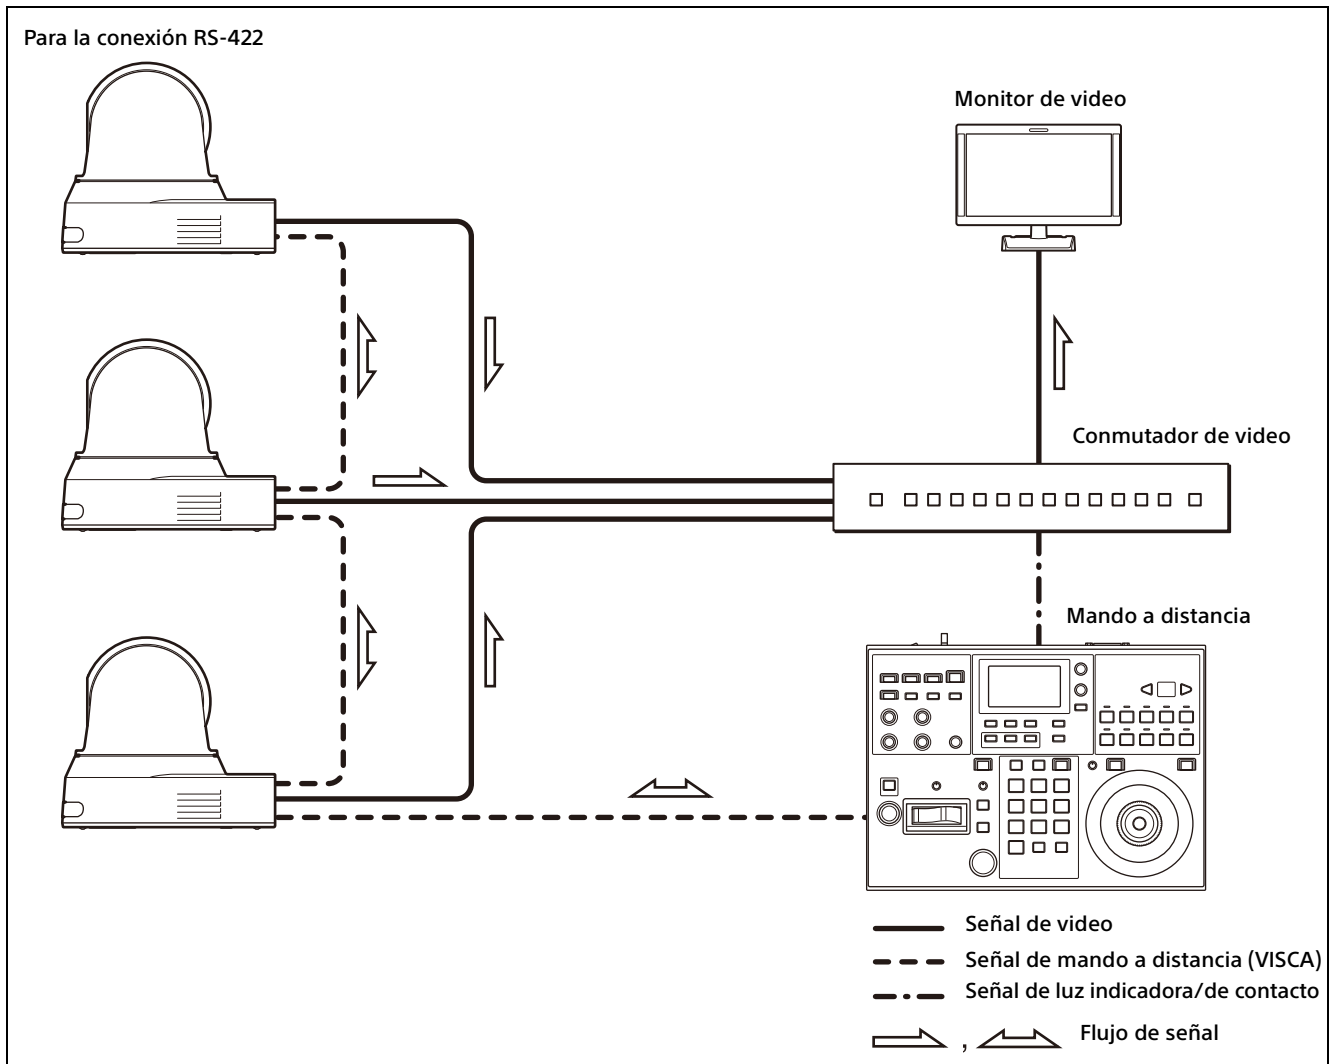 Para la conexión RS-422
Monitor de video
Conmutador de video
Mando a distancia
Señal de video
Señal de mando a distancia (VISCA)
Señal de luz indicadora/de contacto
, Flujo de señal